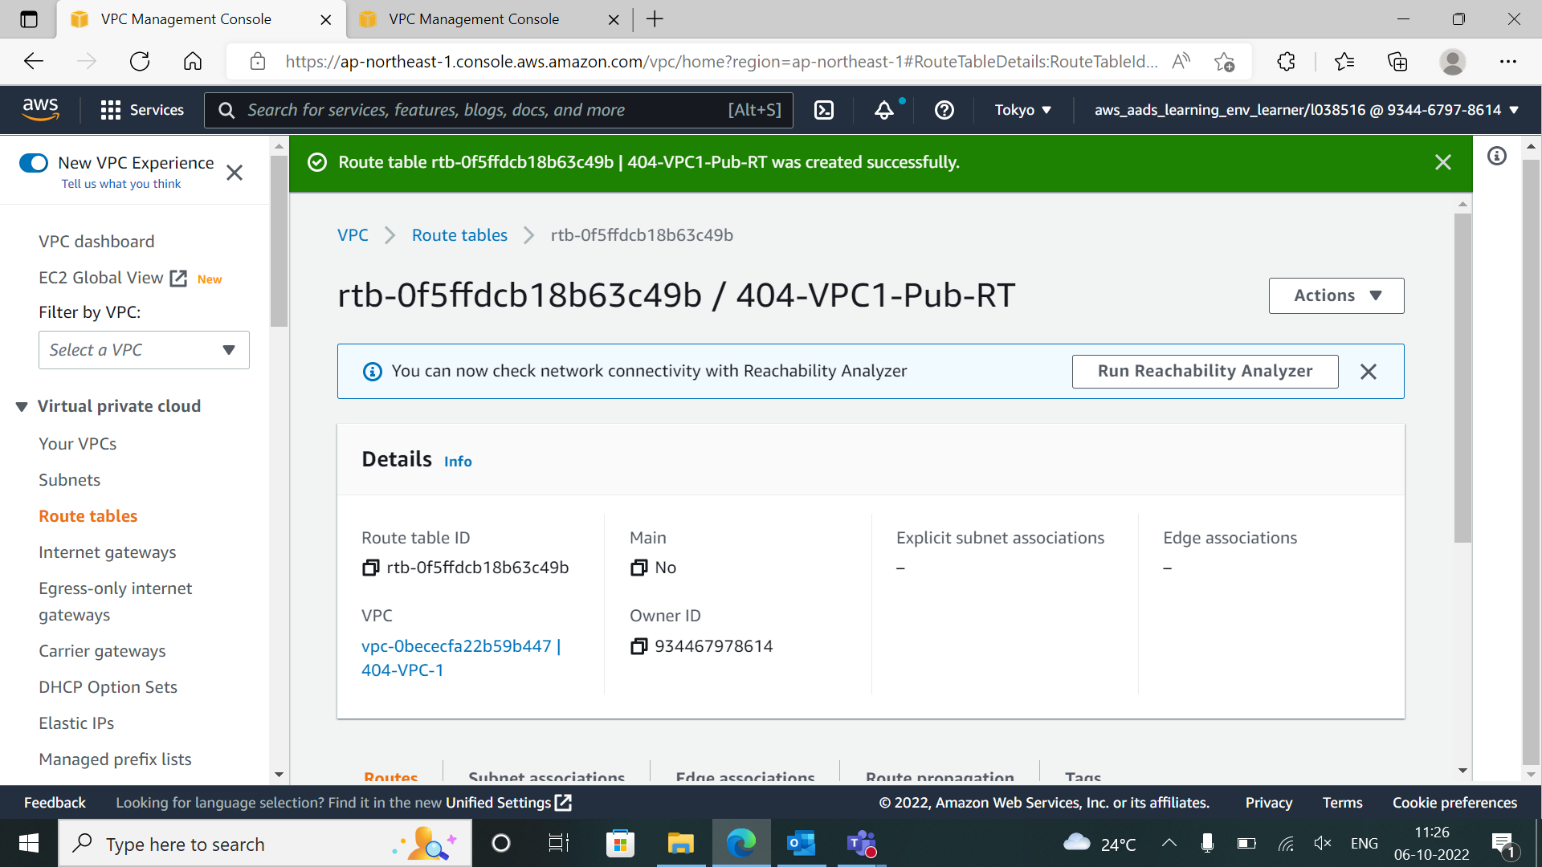 VPC Management Console
VPC Management Console
https://ap-northeast-1.console.aws.amazon.com/vpc/home?region=ap-northeast-1#RouteTableDetails:RouteTableId...
aws
Services
Search for services, features, blogs, docs, and more
[Alt+S]
Tokyo
aws_aads_learning_env_learner/l038516 @ 9344-6797-8614
New VPC Experience
Tell us what you think
VPC dashboard
EC2 Global View New
Filter by VPC:
Select a VPC
Virtual private cloud
Your VPCs
Subnets
Route tables
Internet gateways
Egress-only internet
gateways
Carrier gateways
DHCP Option Sets
Elastic IPs
Managed prefix lists
Route table rtb-0f5ffdcb18b63c49b | 404-VPC1-Pub-RT was created successfully.
VPC
Route tables
rtb-0f5ffdcb18b63c49b
rtb-0f5ffdcb18b63c49b / 404-VPC1-Pub-RT
Actions
You can now check network connectivity with Reachability Analyzer
Run Reachability Analyzer
Details Info
Route table ID
rtb-0f5ffdcb18b63c49b
Main
No
Explicit subnet associations
–
Edge associations
–
VPC
vpc-0bececfa22b59b447 |
404-VPC-1
Owner ID
934467978614
Routes
Subnet associations
Edge associations
Route propagation
Tags
Feedback
Looking for language selection? Find it in the new Unified Settings
© 2022, Amazon Web Services, Inc. or its affiliates.
Privacy
Terms
Cookie preferences
Type here to search
24°C
ENG
11:26
06-10-2022
1